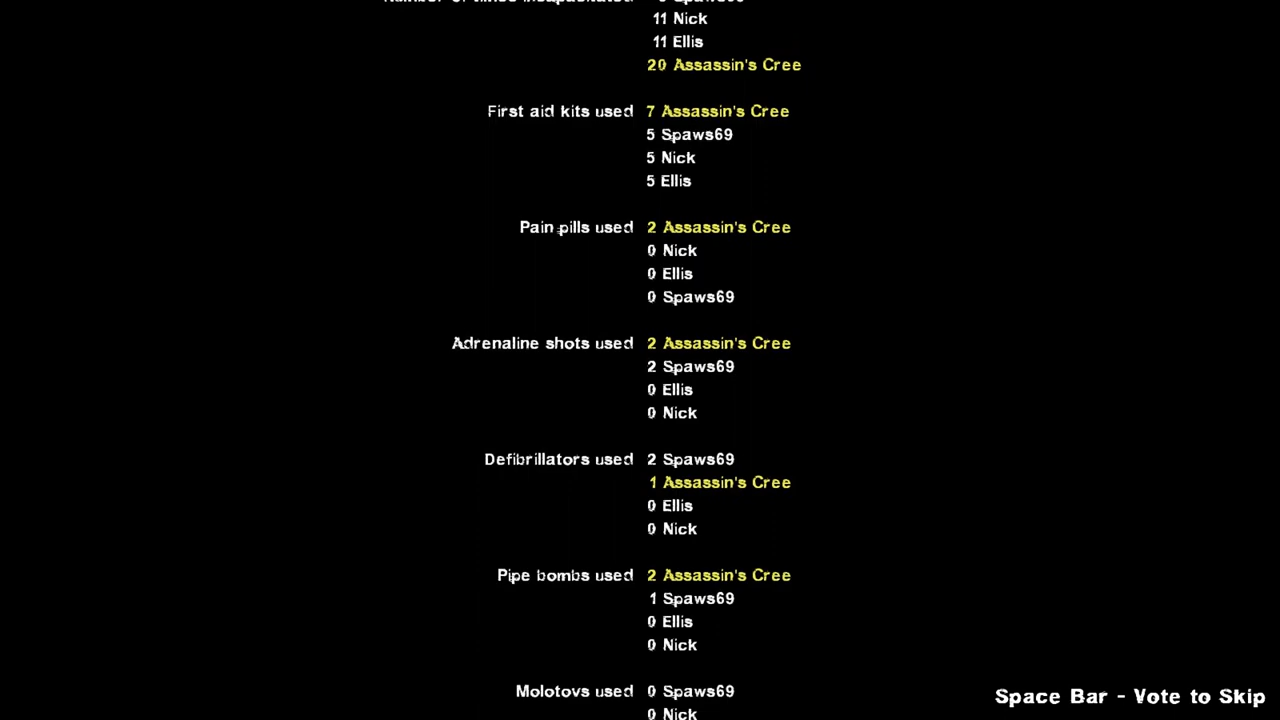 11 Nick
11 Ellis
20 Assassin's Cree
First aid kits used 7 Assassin's Cree
5 Spaws69
5 Nick
5 Ellis
Pain pills used 2 Assassin's Cree
0 Nick
0 Ellis
0 Spaws69
Adrenaline shots used 2 Assassin's Cree
2 Spaws69
0 Ellis
0 Nick
Defibrillators used 2 Spaws69
1 Assassin's Cree
0 Ellis
0 Nick
Pipe bombs used 2 Assassin's Cree
1 Spaws69
0 Ellis
0 Nick
Molotovs used 0 Spaws69
0 Nick
Space Bar - Vote to Skip